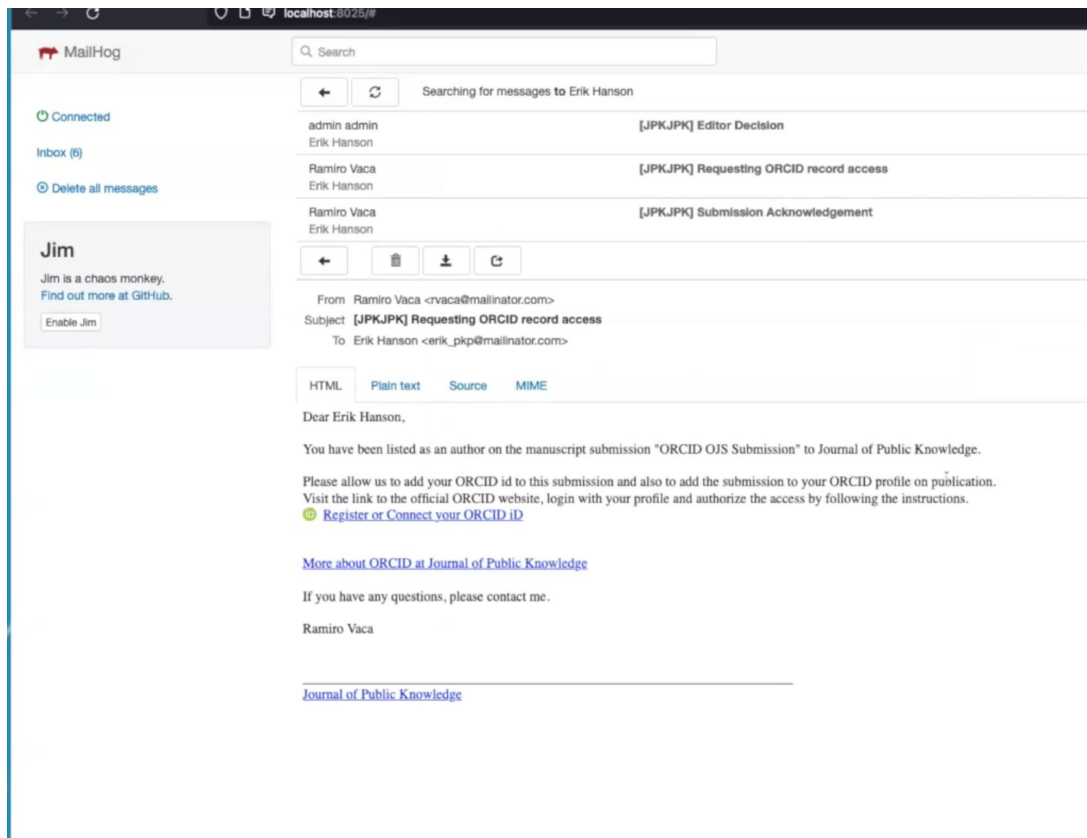 localhost:8025/#
MailHog
Search
Connected
Inbox (6)
Delete all messages
Jim
Jim is a chaos monkey.
Find out more at GitHub.
Enable Jim
Searching for messages to Erik Hanson
admin admin [JPKJPK] Editor Decision
Erik Hanson
Ramiro Vaca [JPKJPK] Requesting ORCID record access
Erik Hanson
Ramiro Vaca [JPKJPK] Submission Acknowledgement
Erik Hanson
From Ramiro Vaca <rvaca@mailinator.com>
Subject [JPKJPK] Requesting ORCID record access
To Erik Hanson <erik_pkp@mailinator.com>
HTML Plain text Source MIME
Dear Erik Hanson,
You have been listed as an author on the manuscript submission "ORCID OJS Submission" to Journal of Public Knowledge.
Please allow us to add your ORCID id to this submission and also to add the submission to your ORCID profile on publication.
Visit the link to the official ORCID website, login with your profile and authorize the access by following the instructions.
iD Register or Connect your ORCID iD
More about ORCID at Journal of Public Knowledge
If you have any questions, please contact me.
Ramiro Vaca
Journal of Public Knowledge